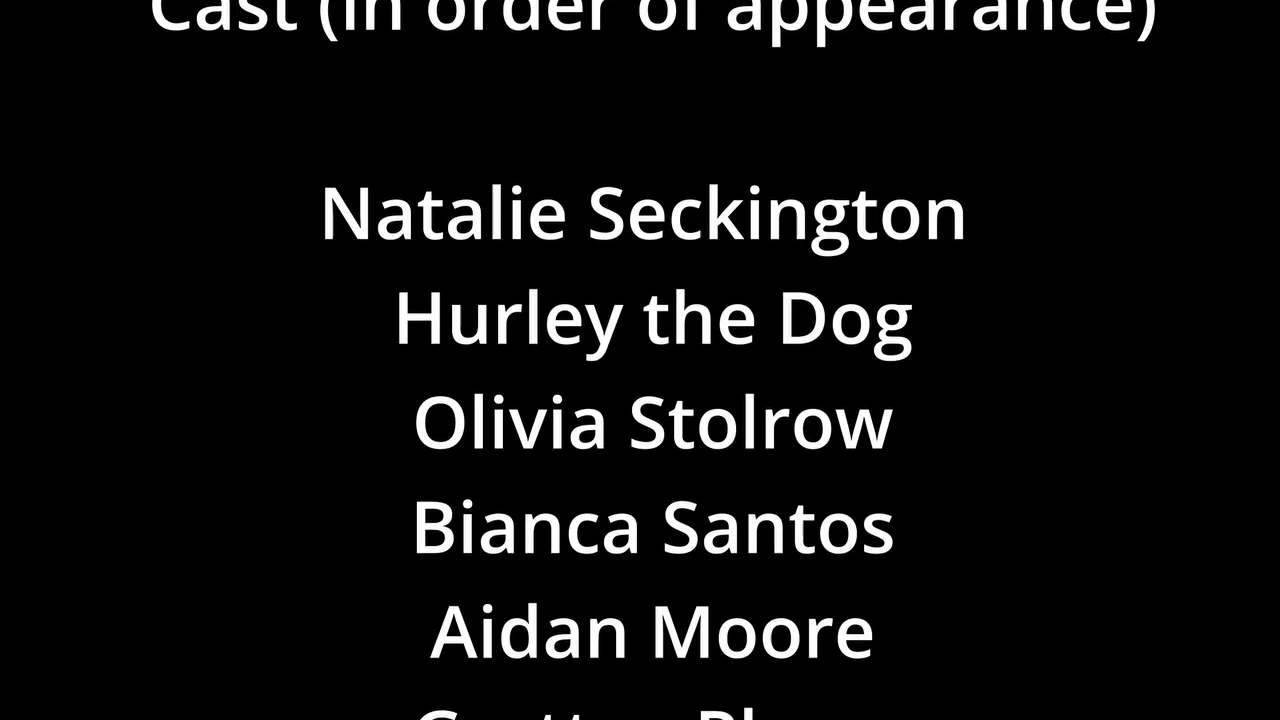 Cast (in order of appearance)
Natalie Seckington
Hurley the Dog
Olivia Stolrow
Bianca Santos
Aidan Moore